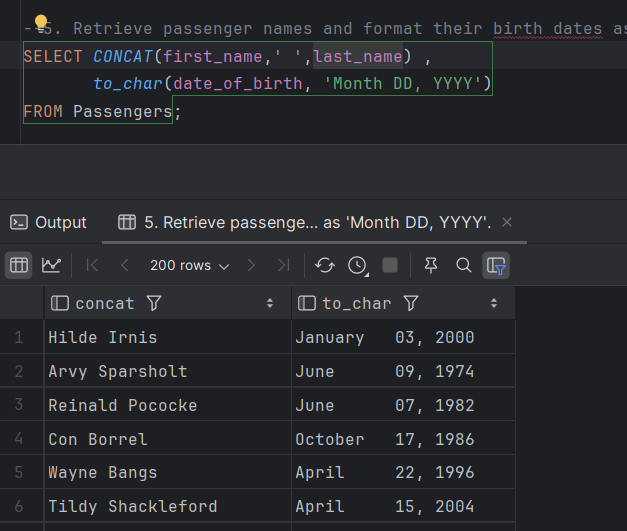 --5. Retrieve passenger names and format their birth dates as
SELECT CONCAT(first_name,' ',last_name) ,
to_char(date_of_birth, 'Month DD, YYYY')
FROM Passengers;
Output
5. Retrieve passenge... as 'Month DD, YYYY'.
200 rows
concat to_char
1 Hilde Irnis January   03, 2000
2 Arvy Sparsholt June      09, 1974
3 Reinald Pococke June      07, 1982
4 Con Borrel October   17, 1986
5 Wayne Bangs April     22, 1996
6 Tildy Shackleford April     15, 2004